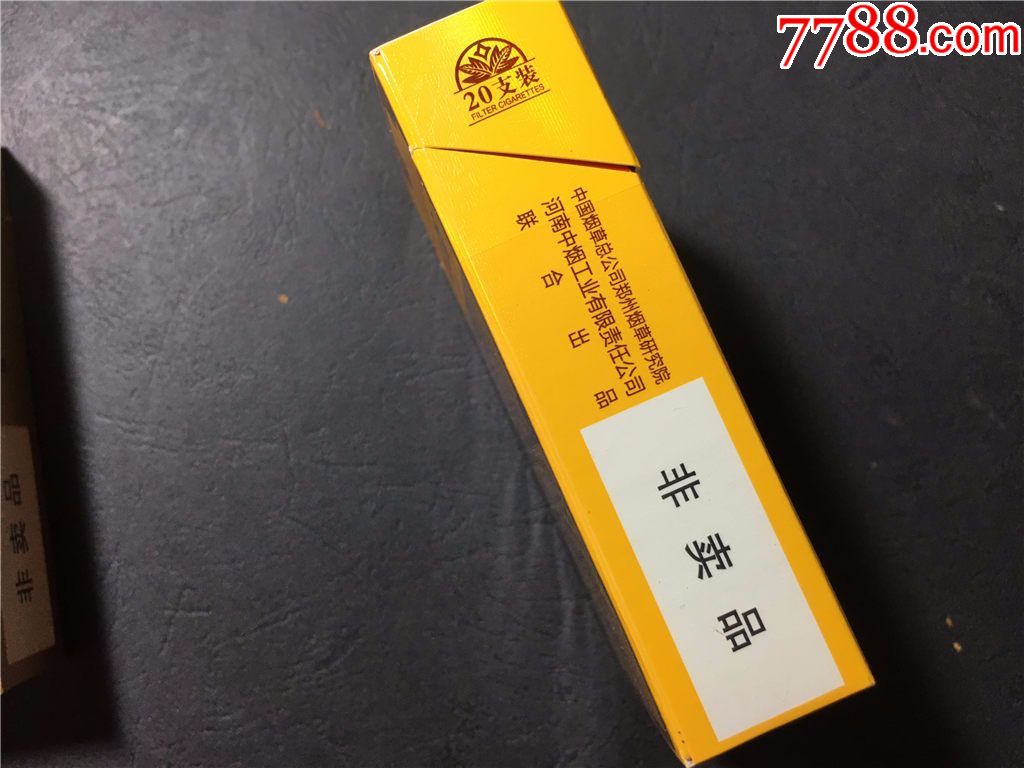 7788.com
20支装
FILTER CIGARETTES
中国烟草总公司郑州烟草研究院
河南中烟工业有限责任公司
联合出品
非卖品
非卖品